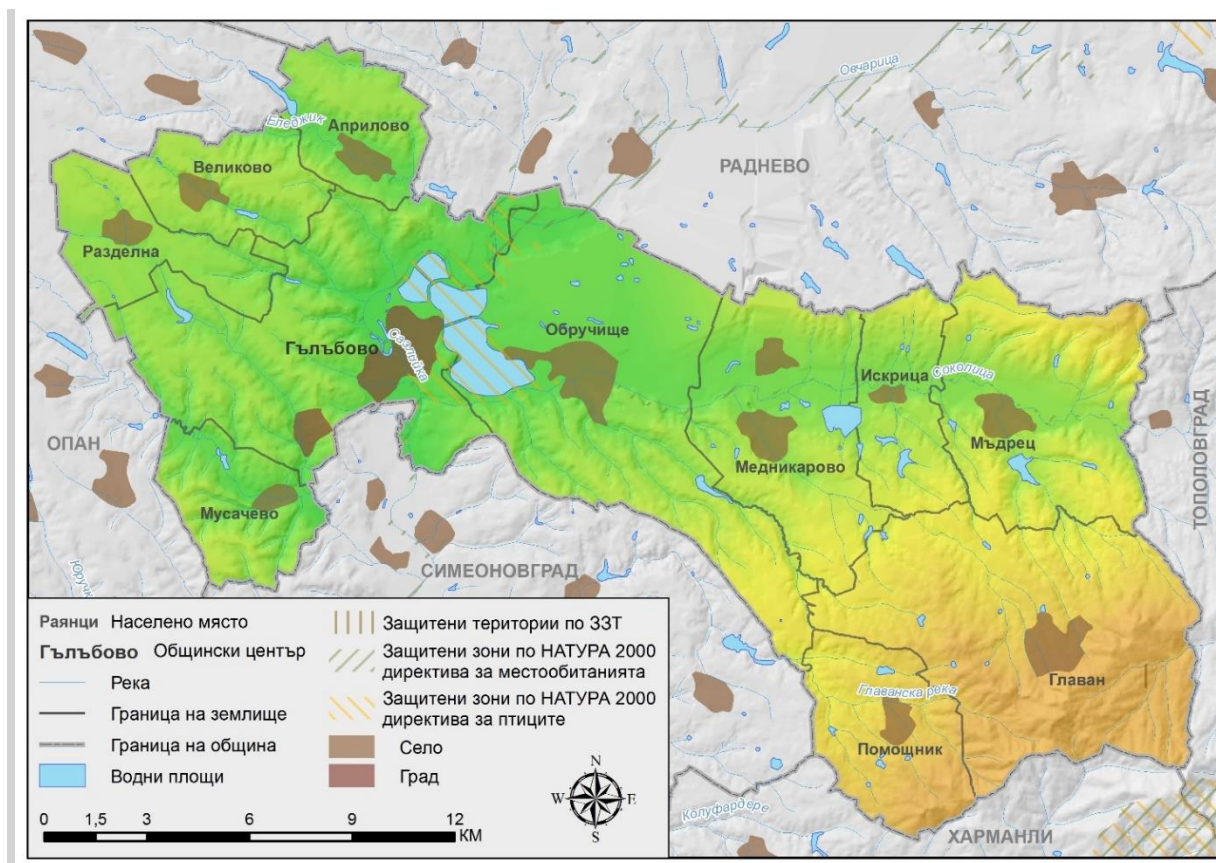 Овчарица
Априлово
Еледжик
Великово
РАДНЕВО
Разделна
Обручище
Гълъбово
Сазлийка
Искрица
Соколица
ОПАН
Мъдрец
Медникарово
ТОПОЛОВГРАД
Мусачево
СИМЕОНОВГРАД
Юручка
Главан
Главанска река
Помощник
Колуфардере
ХАРМАНЛИ
Раянци Населено място
Гълъбово Общински център
Река
Граница на землище
Граница на община
Водни площи
Защитени територии по ЗЗТ
Защитени зони по НАТУРА 2000
директива за местообитанията
Защитени зони по НАТУРА 2000
директива за птиците
Село
Град
N
W E
S
0 1,5 3 6 9 12
КМ